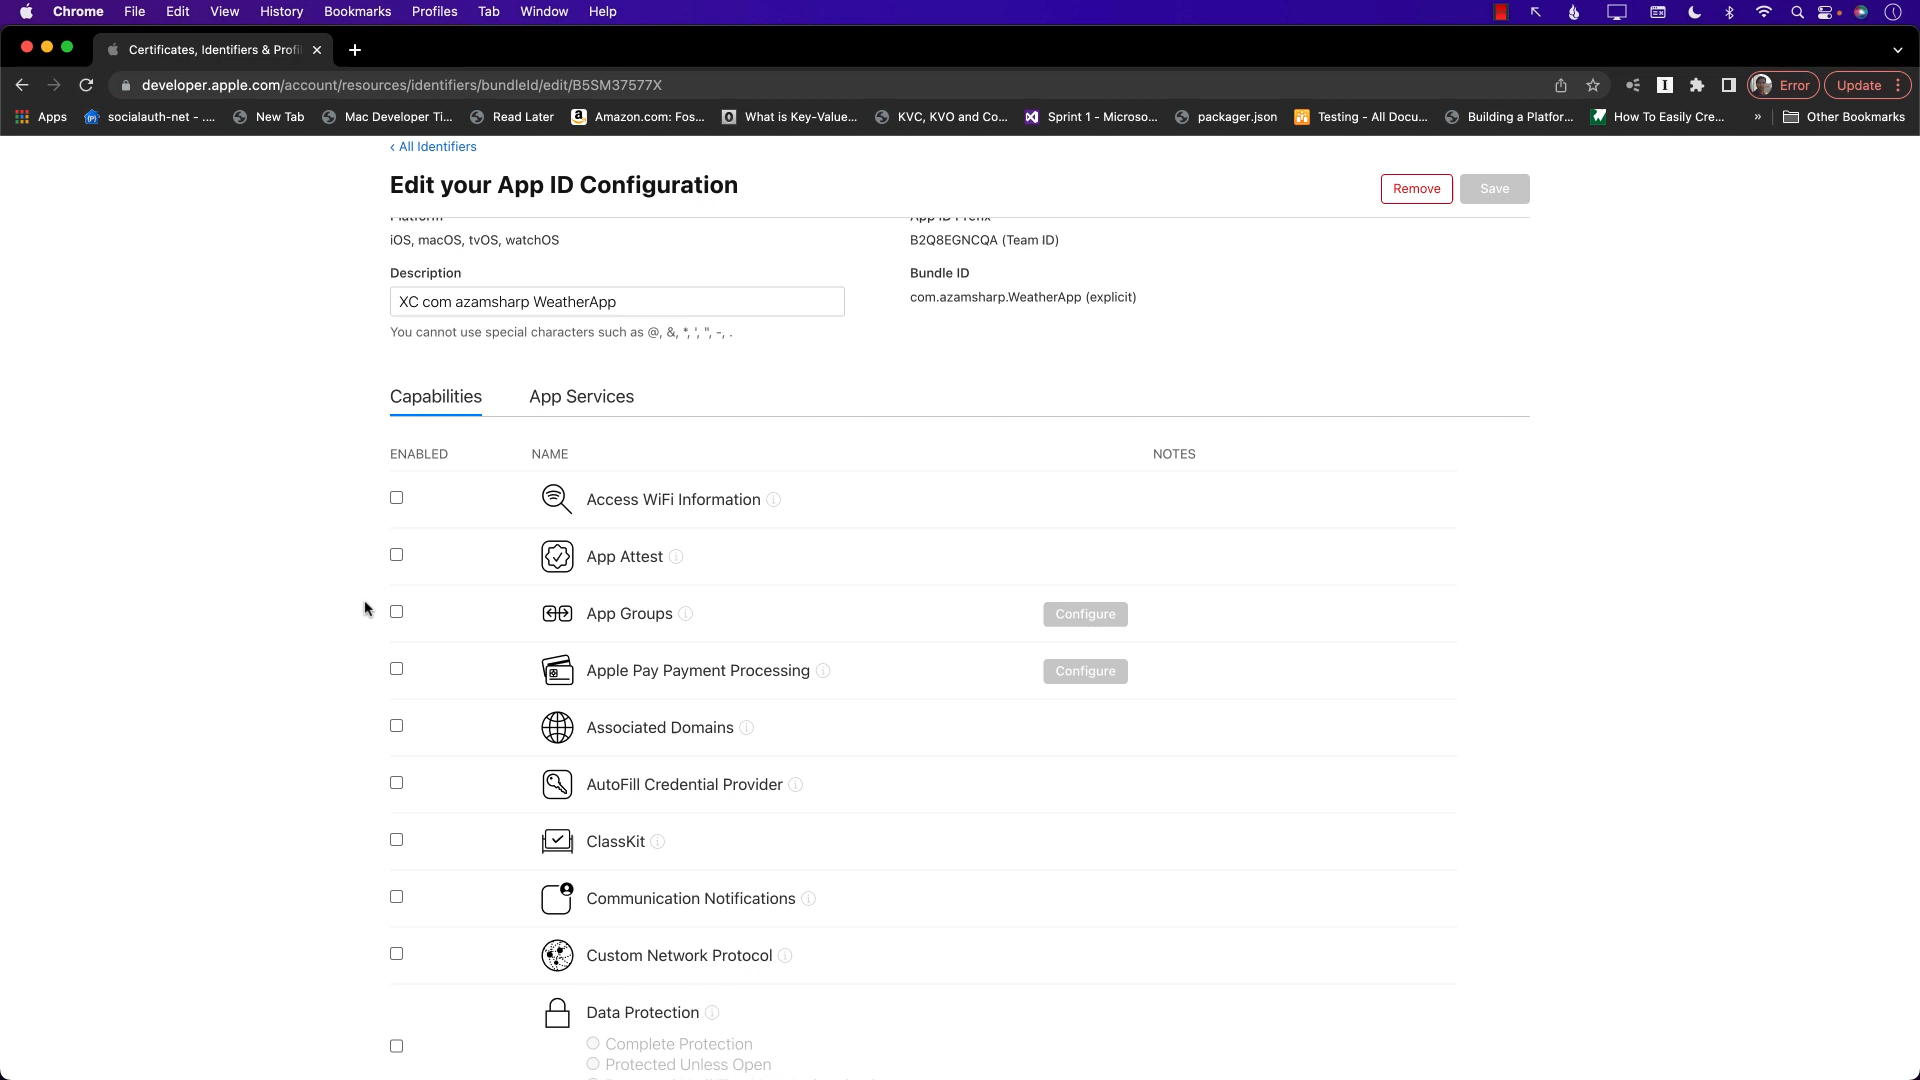 Chrome File Edit View History Bookmarks Profiles Tab Window Help
Certificates, Identifiers & Profi
developer.apple.com/account/resources/identifiers/bundleId/edit/B5SM37577X
Error
Update
Apps socialauth-net - .... New Tab Mac Developer Ti... Read Later Amazon.com: Fos... What is Key-Value... KVC, KVO and Co... Sprint 1 - Microso... packager.json Testing - All Docu... Building a Platfor... How To Easily Cre... » Other Bookmarks
‹ All Identifiers
Edit your App ID Configuration
Remove
Save
Platform
App ID Prefix
iOS, macOS, tvOS, watchOS
B2Q8EGNCQA (Team ID)
Description
Bundle ID
XC com azamsharp WeatherApp
com.azamsharp.WeatherApp (explicit)
You cannot use special characters such as @, &, *, ', ", -, .
Capabilities
App Services
ENABLED
NAME
NOTES
Access WiFi Information
App Attest
App Groups
Configure
Apple Pay Payment Processing
Configure
Associated Domains
AutoFill Credential Provider
ClassKit
Communication Notifications
Custom Network Protocol
Data Protection
Complete Protection
Protected Unless Open